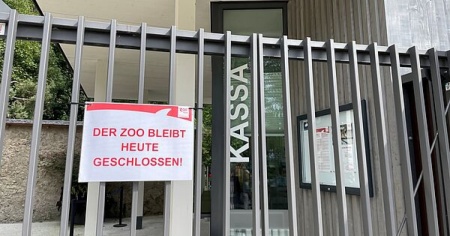 DER ZOO BLEIBT
HEUTE
GESCHLOSSEN!
KASSA